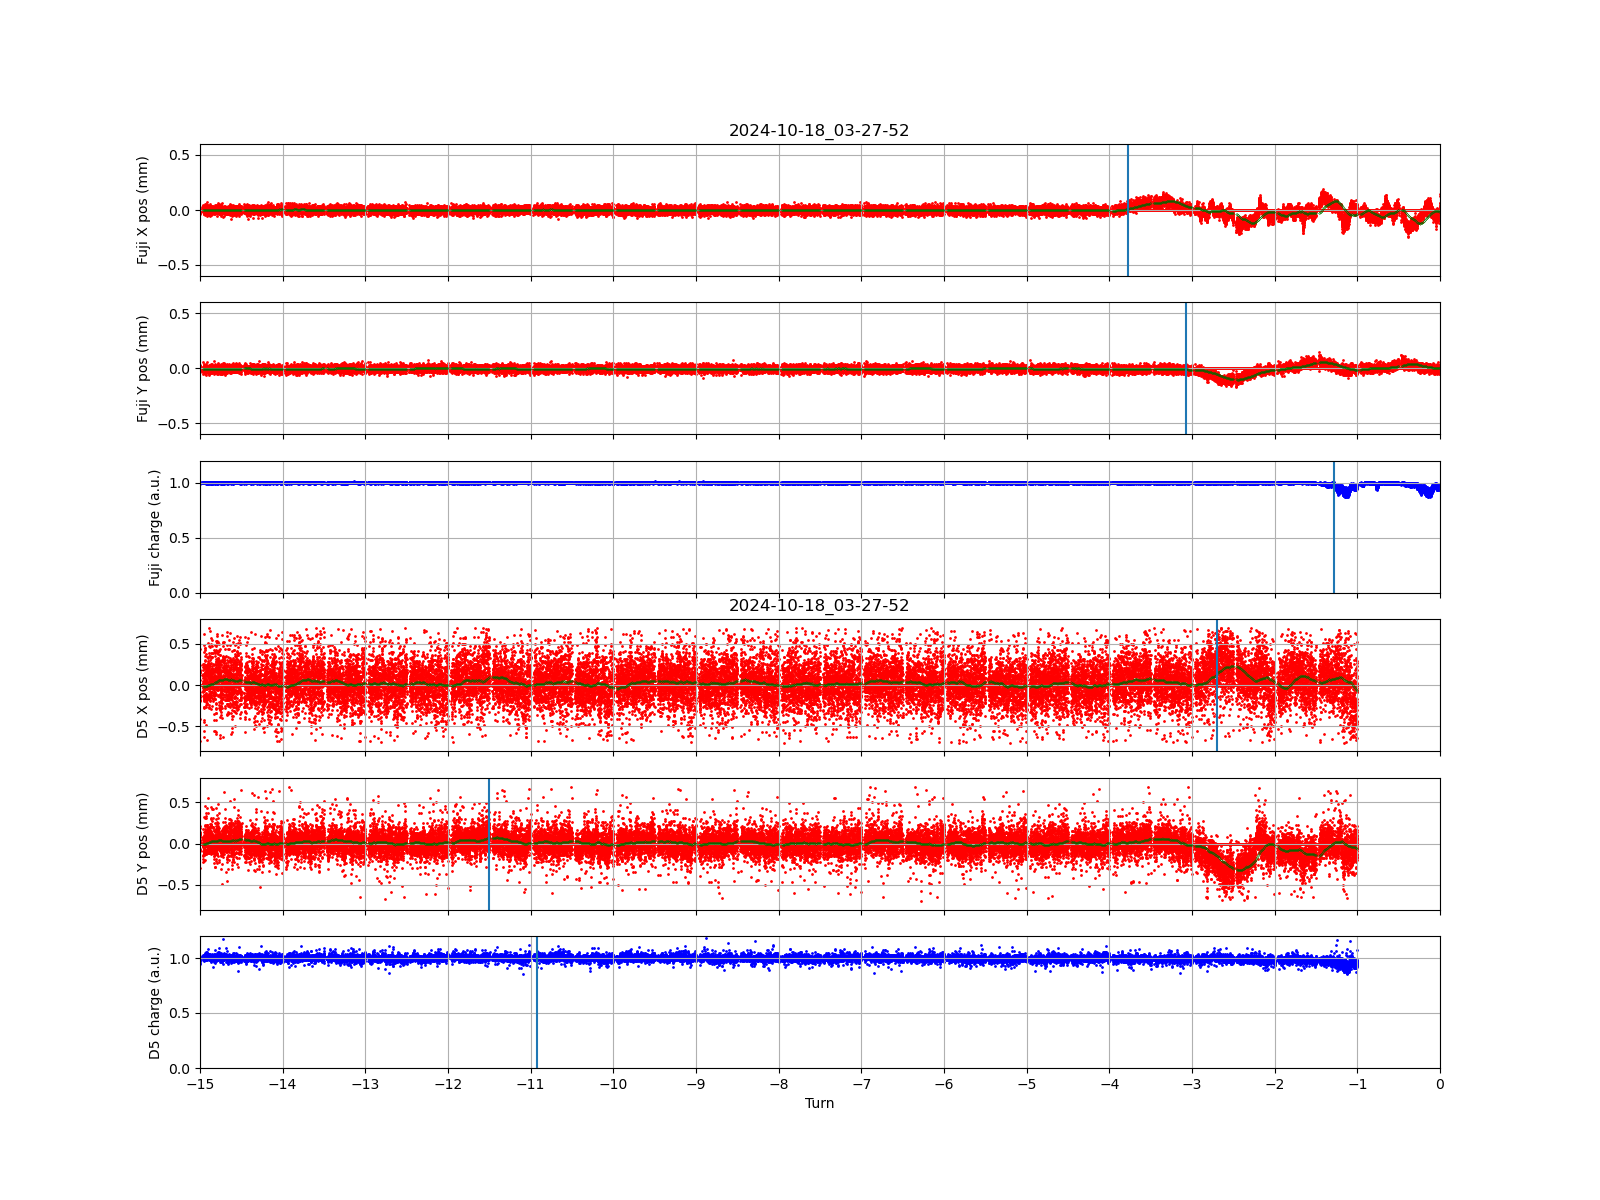 2024-10-18_03-27-52
Fuji X pos (mm)
0.5
0.0
−0.5
Fuji Y pos (mm)
0.5
0.0
−0.5
Fuji charge (a.u.)
1.0
0.5
0.0
2024-10-18_03-27-52
D5 X pos (mm)
0.5
0.0
−0.5
D5 Y pos (mm)
0.5
0.0
−0.5
D5 charge (a.u.)
1.0
0.5
0.0
−15 −14 −13 −12 −11 −10 −9 −8 −7 −6 −5 −4 −3 −2 −1 0
Turn